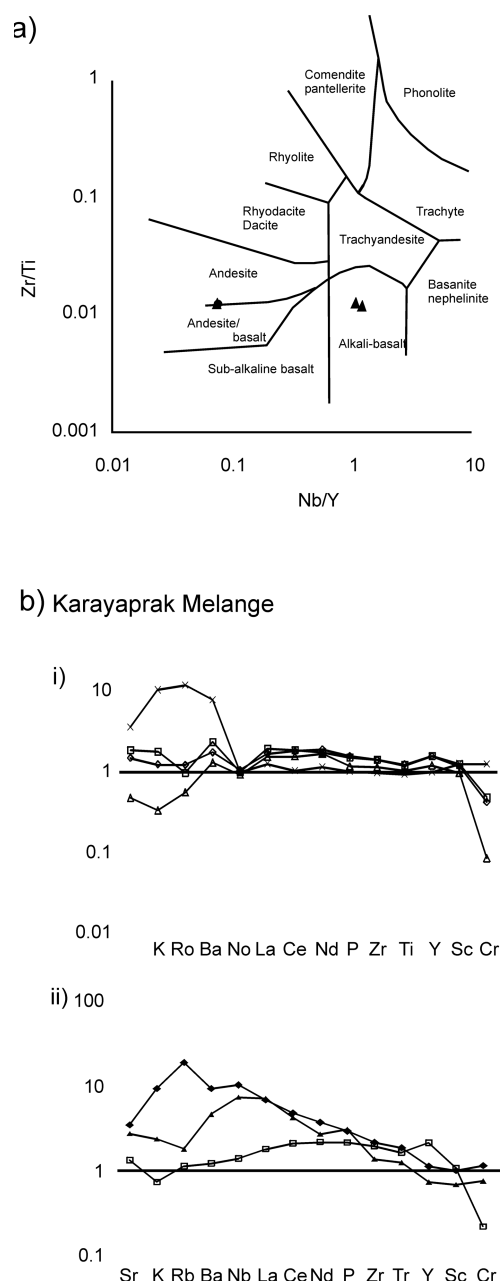 a)
1
0.1
0.01
0.001
Zr/Ti
Comendite
pantellerite
Phonolite
Rhyolite
Rhyodacite
Dacite
Trachyte
Trachyandesite
Andesite
Basanite
nephelinite
Andesite/
basalt
Alkali-basalt
Sub-alkaline basalt
0.01 0.1 1 10
Nb/Y
b) Karayaprak Melange
i)
10
1
0.1
0.01
K Ro Ba No La Ce Nd P Zr Ti Y Sc Cr
ii) 100
10
1
0.1
Sr K Rb Ba Nb La Ce Nd P Zr Tr Y Sc Cr